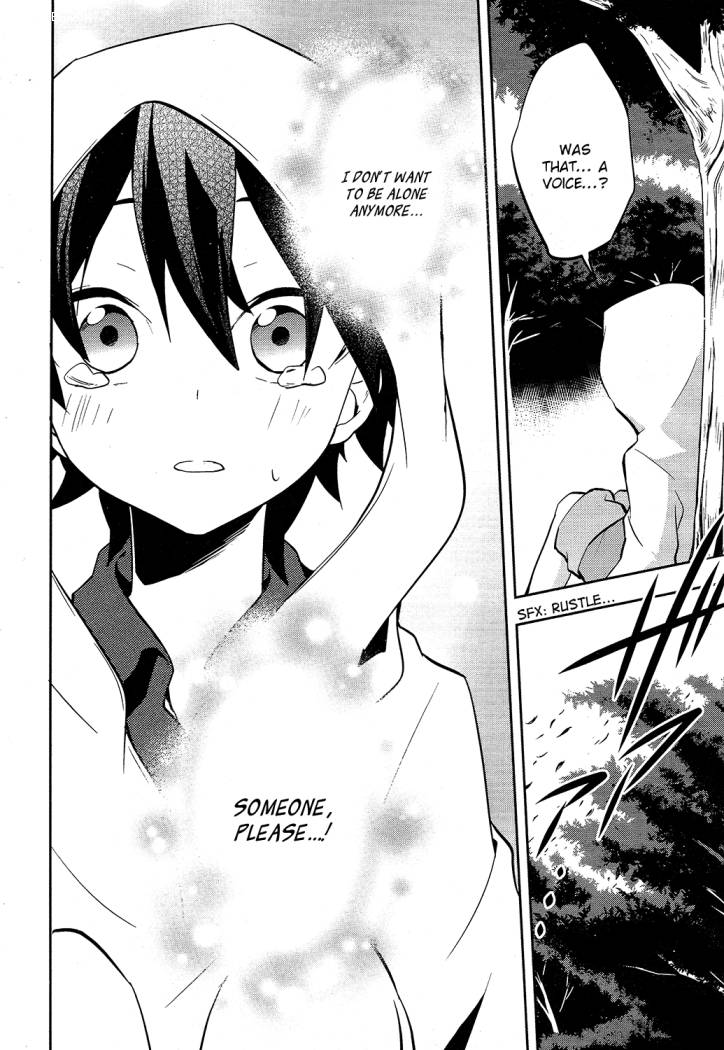 WAS
THAT... A
VOICE...?
SFX: RUSTLE...
I DON'T WANT
TO BE ALONE
ANYMORE...
SOMEONE,
PLEASE...!